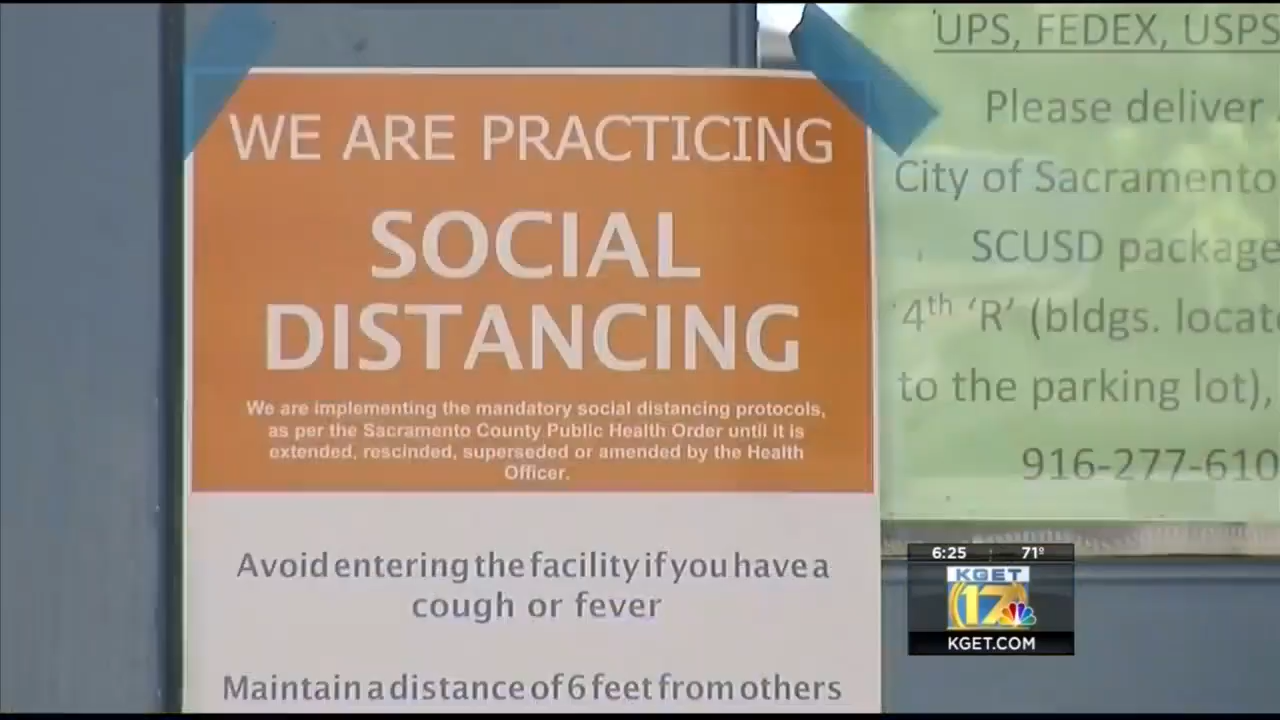 WE ARE PRACTICING
SOCIAL
DISTANCING
We are implementing the mandatory social distancing protocols,
as per the Sacramento County Public Health Order until it is
extended, rescinded, superseded or amended by the Health
Officer.
Avoid entering the facility if you have a
cough or fever
Maintain a distance of 6 feet from others
UPS, FEDEX, USPS
Please deliver
City of Sacramento
SCUSD package
4th 'R' (bldgs. locat
to the parking lot),
916-277-610
6:25 71°
KGET
17
KGET.COM